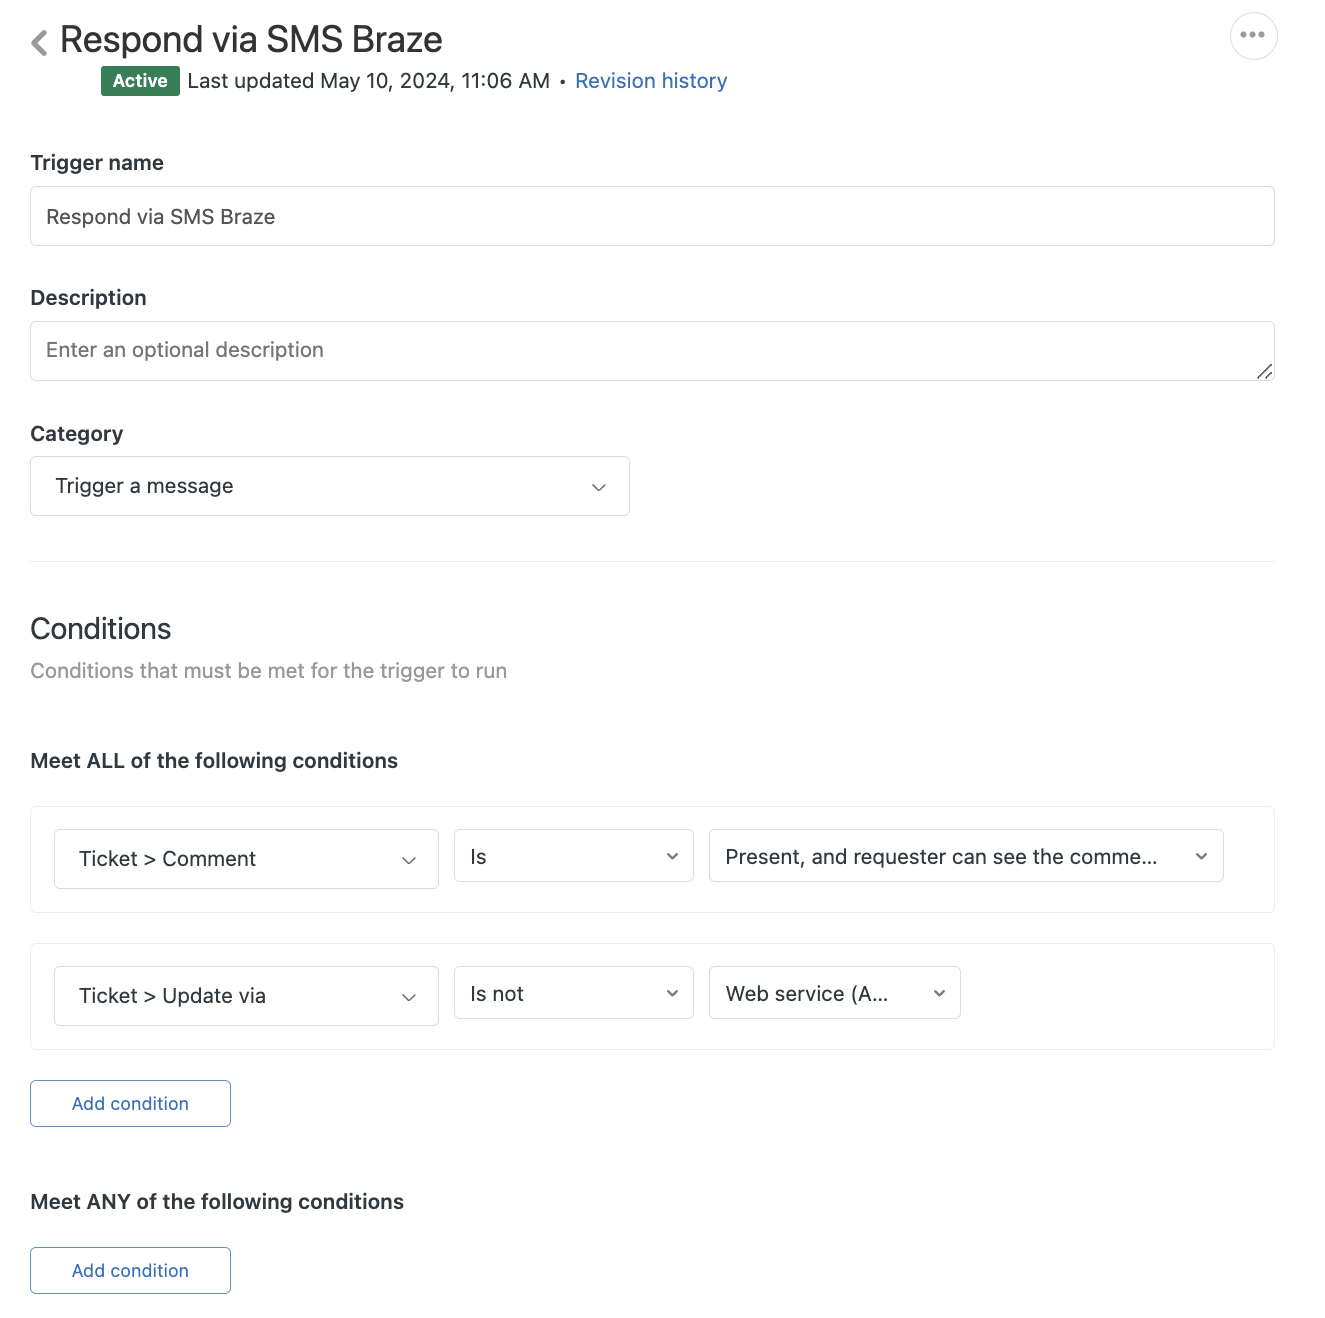 Respond via SMS Braze
Active Last updated May 10, 2024, 11:06 AM • Revision history
Trigger name
Respond via SMS Braze
Description
Enter an optional description
Category
Trigger a message
Conditions
Conditions that must be met for the trigger to run
Meet ALL of the following conditions
Ticket > Comment Is Present, and requester can see the comme...
Ticket > Update via Is not Web service (A...
Add condition
Meet ANY of the following conditions
Add condition